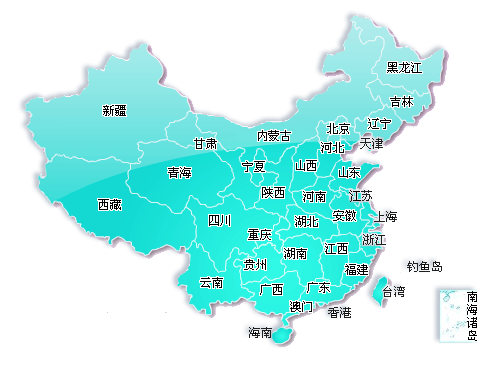 黑龙江
吉林
新疆
辽宁
北京
内蒙古
甘肃
天津
河北
宁夏
山西
山东
青海
陕西
河南
江苏
西藏
安徽
上海
四川
湖北
重庆
浙江
江西
湖南
贵州
钓鱼岛
福建
云南
广西
广东
台湾
澳门
香港
海南
南
海
诸
岛